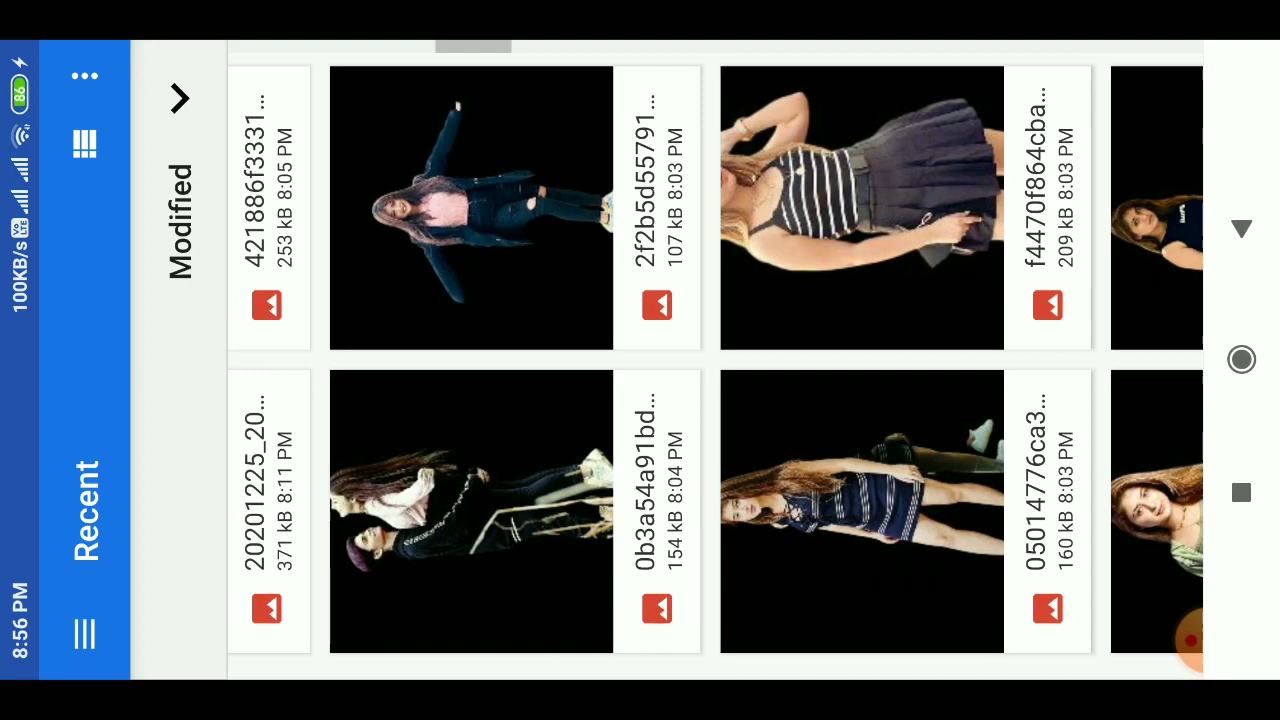 8:56 PM 100KB/s Vo LTE 86
Recent
Modified
20201225_20... 421886f3331...
371 kB 8:11 PM 253 kB 8:05 PM
0b3a54a91bd... 2f2b5d55791...
154 kB 8:04 PM 107 kB 8:03 PM
05014776ca3... f4470f864cba...
160 kB 8:03 PM 209 kB 8:03 PM